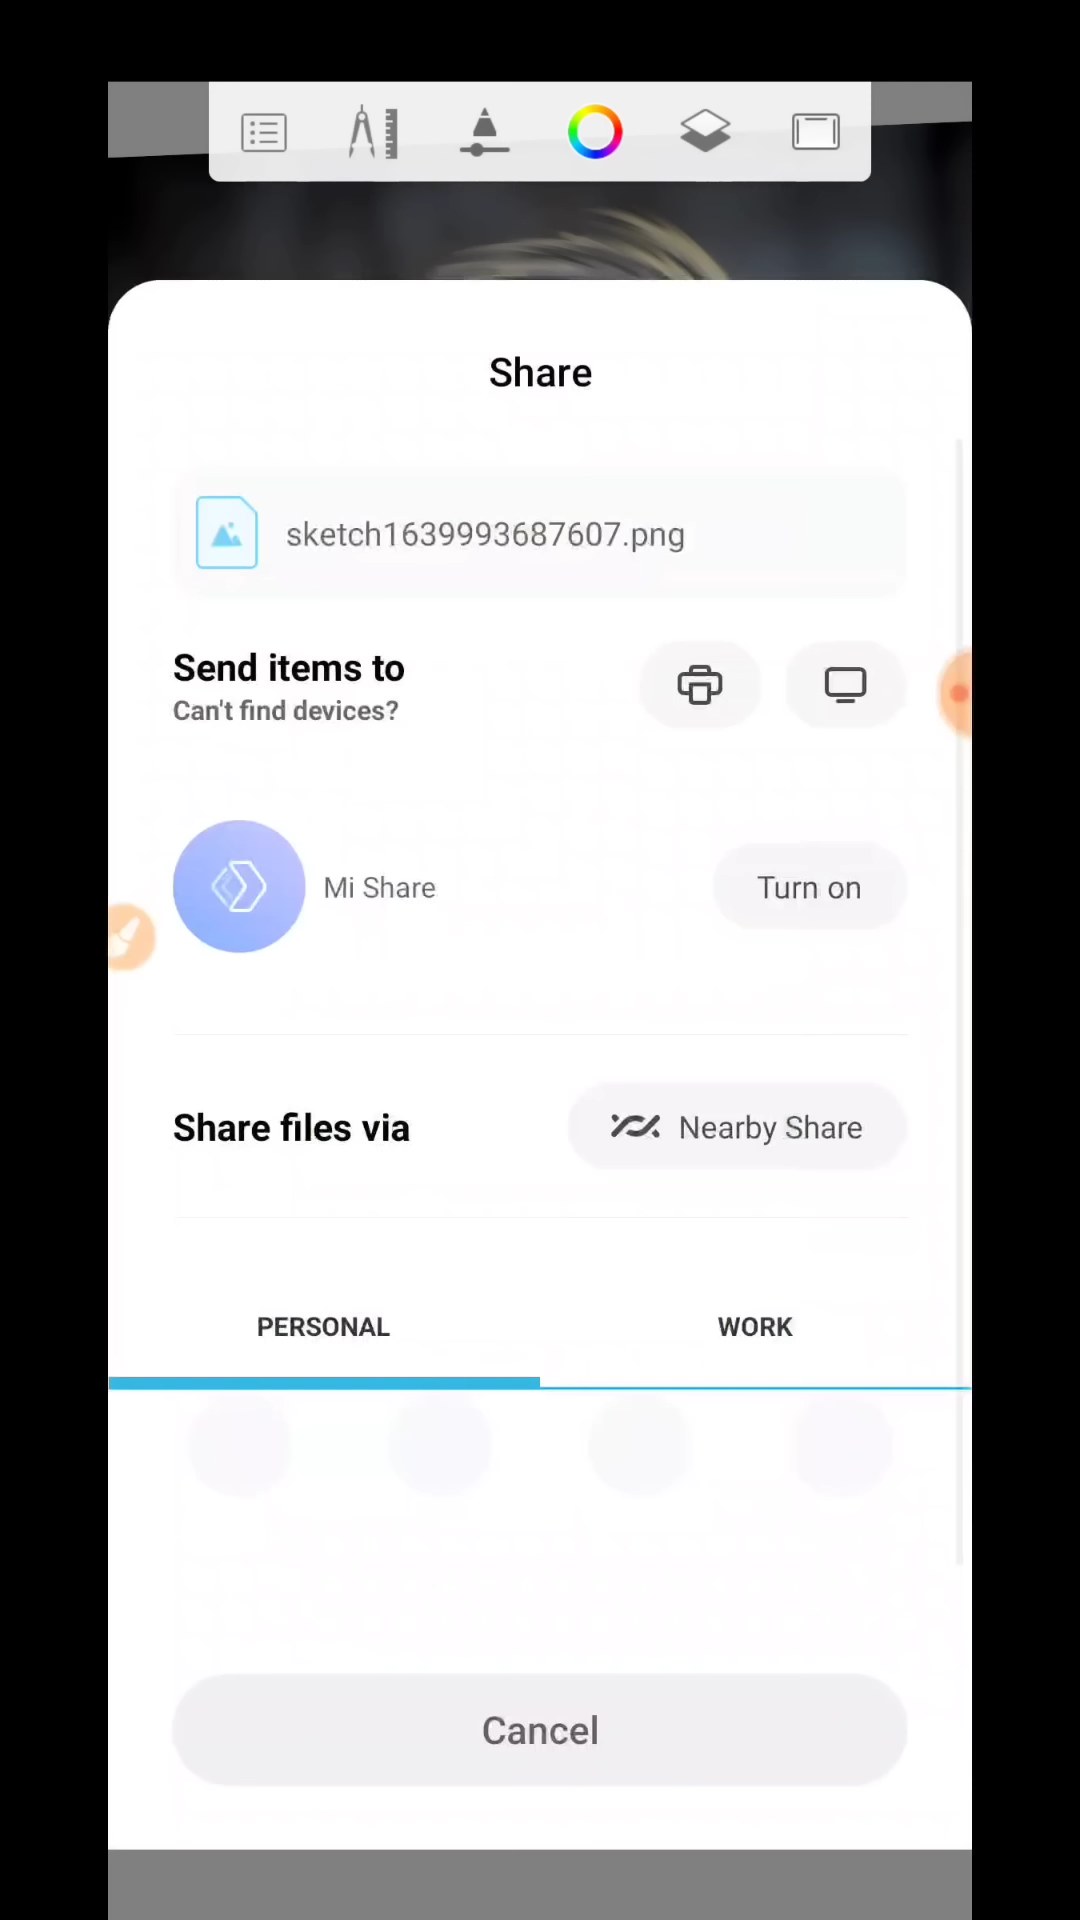 Share
sketch1639993687607.png
Send items to
Can't find devices?
Mi Share
Turn on
Share files via
Nearby Share
PERSONAL
WORK
Cancel